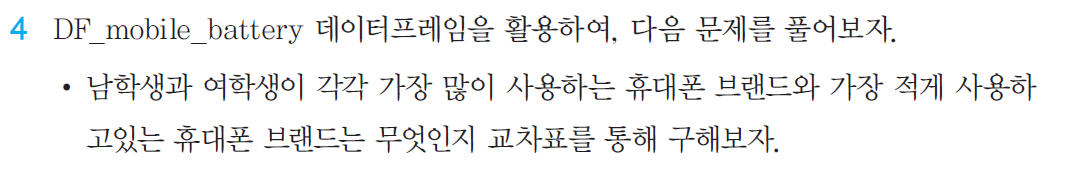 4 DF_mobile_battery 데이터프레임을 활용하여, 다음 문제를 풀어보자.
• 남학생과 여학생이 각각 가장 많이 사용하는 휴대폰 브랜드와 가장 적게 사용하
고있는 휴대폰 브랜드는 무엇인지 교차표를 통해 구해보자.